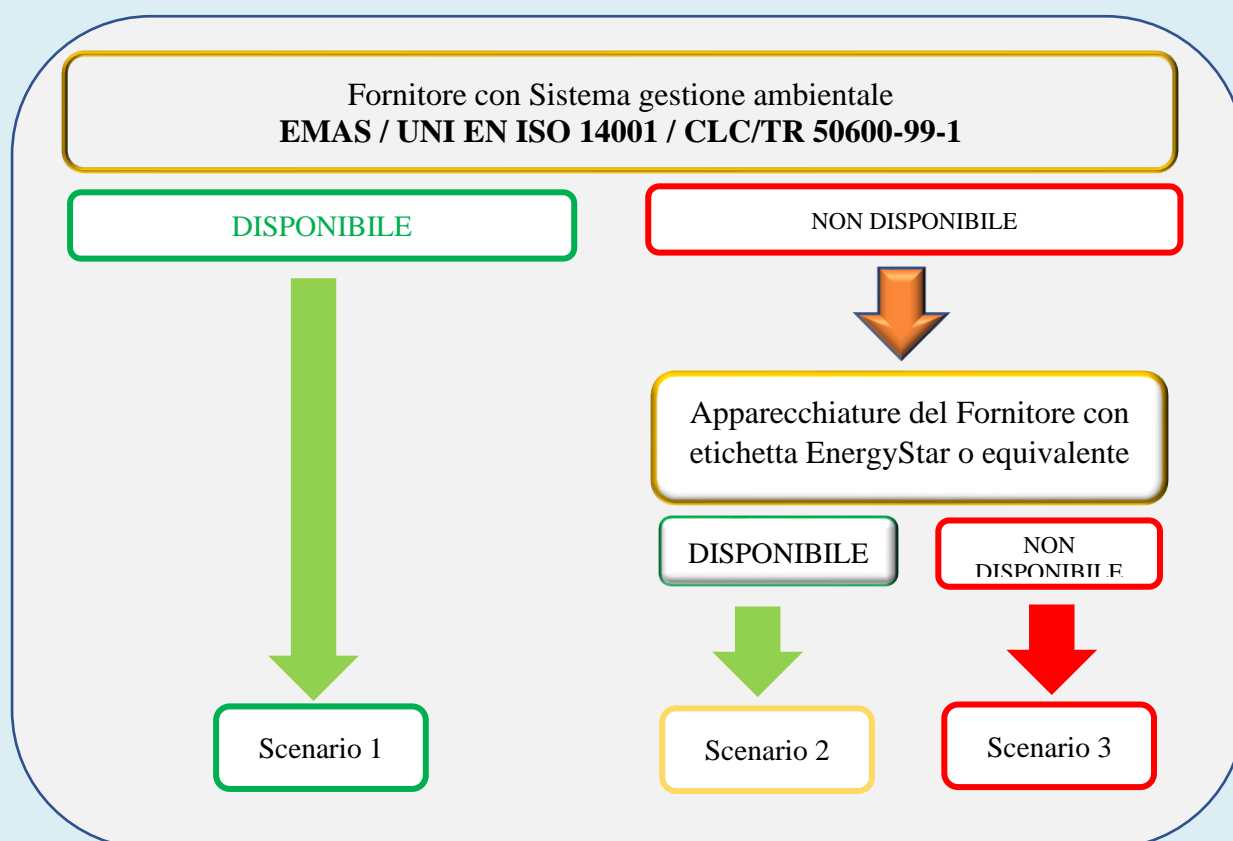 Fornitore con Sistema gestione ambientale
EMAS / UNI EN ISO 14001 / CLC/TR 50600-99-1
DISPONIBILE
NON DISPONIBILE
Apparecchiature del Fornitore con
etichetta EnergyStar o equivalente
DISPONIBILE
NON
DISPONIBILE
Scenario 1
Scenario 2
Scenario 3